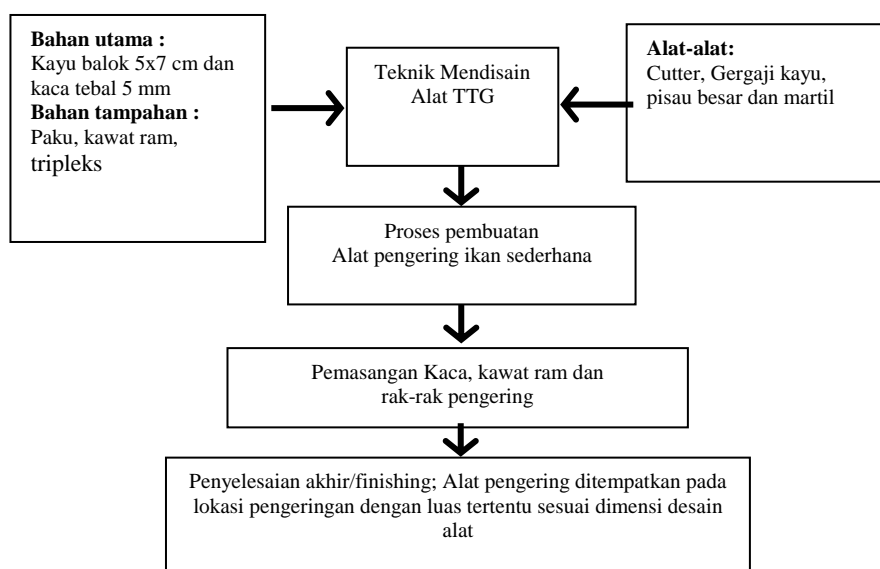 Bahan utama :
Kayu balok 5x7 cm dan
kaca tebal 5 mm
Bahan tampahan :
Paku, kawat ram,
tripleks
Teknik Mendisain
Alat TTG
Alat-alat:
Cutter, Gergaji kayu,
pisau besar dan martil
Proses pembuatan
Alat pengering ikan sederhana
Pemasangan Kaca, kawat ram dan
rak-rak pengering
Penyelesaian akhir/finishing; Alat pengering ditempatkan pada
lokasi pengeringan dengan luas tertentu sesuai dimensi desain
alat